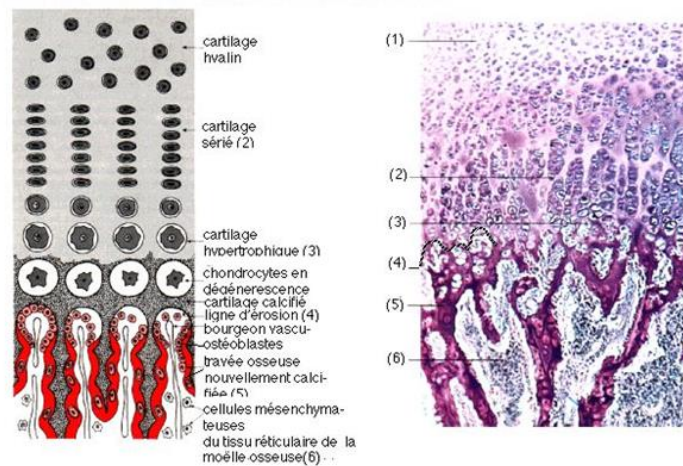 cartilage
hvalin
cartilage
sérié (2)
cartilage
hypertrophique (3)
chondrocytes en
dégénerescence
cartilage calcifié
ligne d'érosion (4)
bourgeon vascu-
ostéoblastes
travée osseuse
nouvellement calci-
fiée (5)
cellules mésenchyma-
teuses
du tissu réticulaire de la
moëlle osseuse(6)
(1)
(2)
(3)
(4)
(5)
(6)